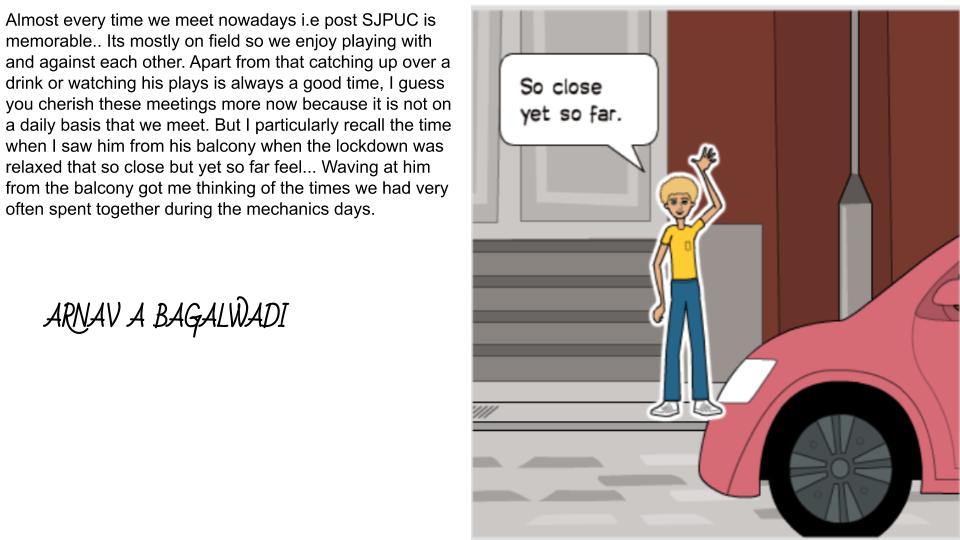 Almost every time we meet nowadays i.e post SJPUC is
memorable.. Its mostly on field so we enjoy playing with
and against each other. Apart from that catching up over a
drink or watching his plays is always a good time, I guess
you cherish these meetings more now because it is not on
a daily basis that we meet. But I particularly recall the time
when I saw him from his balcony when the lockdown was
relaxed that so close but yet so far feel... Waving at him
from the balcony got me thinking of the times we had very
often spent together during the mechanics days.
ARNAV A BAGALWADI
So close
yet so far.